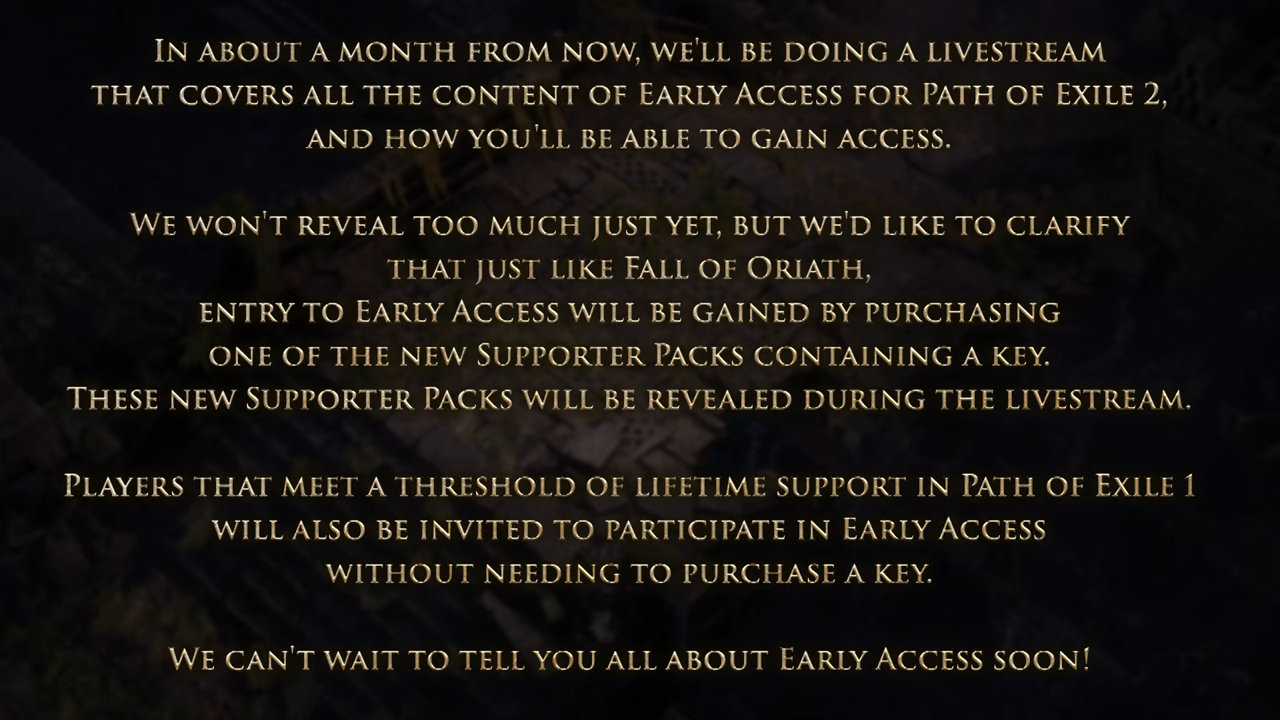 In about a month from now, we'll be doing a livestream
that covers all the content of Early Access for Path of Exile 2,
and how you'll be able to gain access.
We won't reveal too much just yet, but we'd like to clarify
that just like Fall of Oriath,
entry to Early Access will be gained by purchasing
one of the new Supporter Packs containing a key.
These new Supporter Packs will be revealed during the livestream.
Players that meet a threshold of lifetime support in Path of Exile 1
will also be invited to participate in Early Access
without needing to purchase a key.
We can't wait to tell you all about Early Access soon!